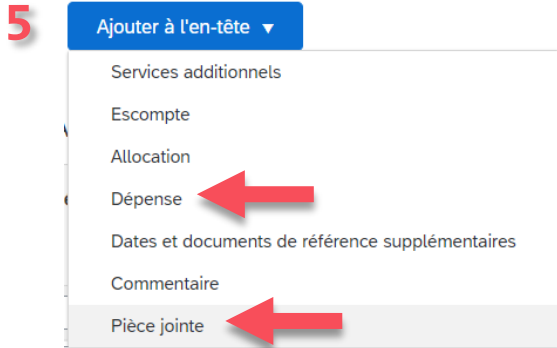 5
Ajouter à l'en-tête ▼
Services additionnels
Escompte
Allocation
Dépense
Dates et documents de référence supplémentaires
Commentaire
Pièce jointe